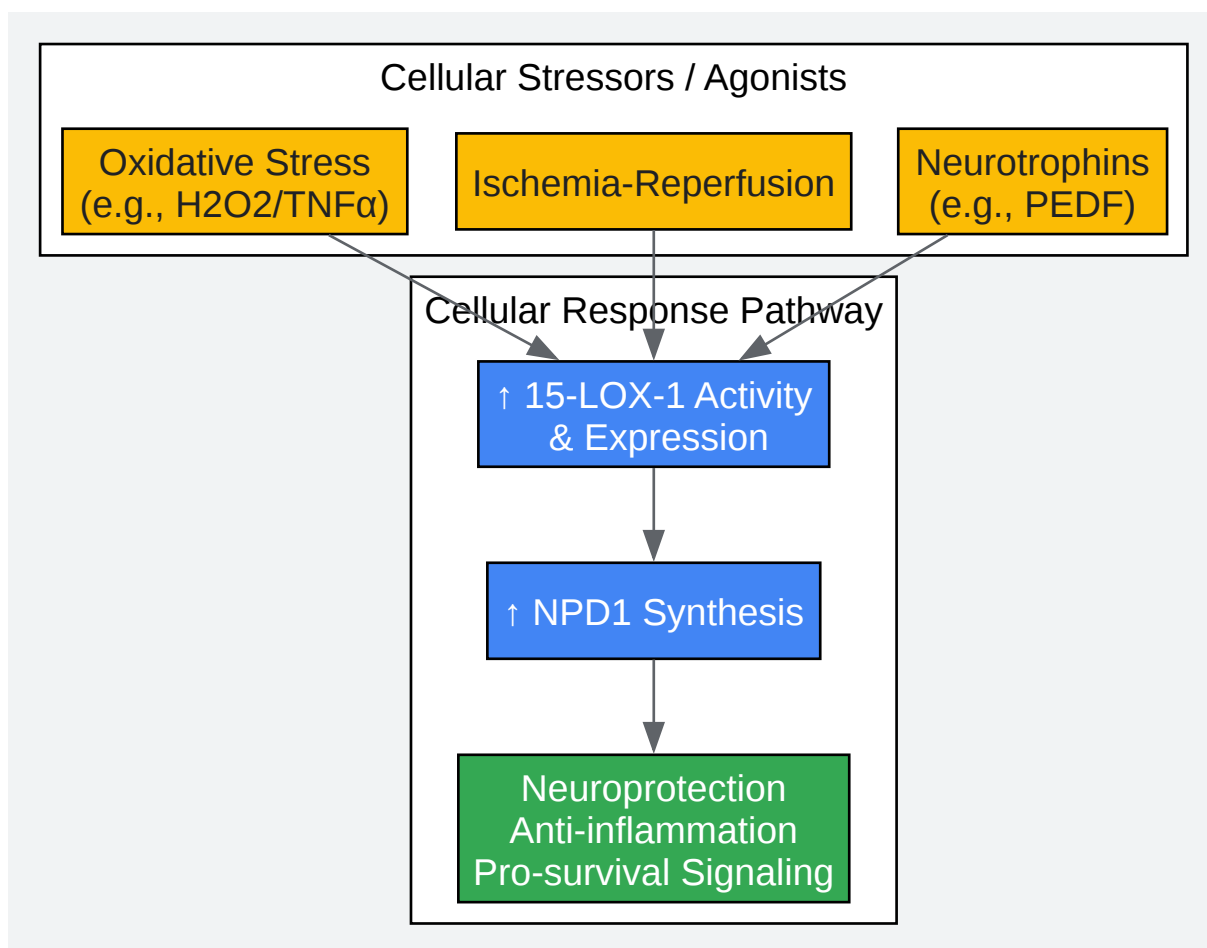 Cellular Stressors / Agonists
Oxidative Stress
(e.g., H2O2/TNFα)
Ischemia-Reperfusion
Neurotrophins
(e.g., PEDF)
Cellular Response Pathway
↑ 15-LOX-1 Activity
& Expression
↑ NPD1 Synthesis
Neuroprotection
Anti-inflammation
Pro-survival Signaling